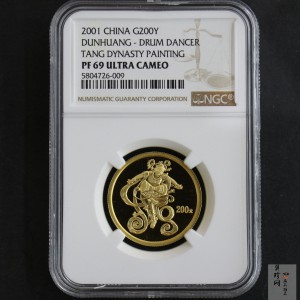 2001 CHINA G200Y
DUNHUANG - DRUM DANCER
TANG DYNASTY PAINTING
PF 69 ULTRA CAMEO
5804726-009
NUMISMATIC GUARANTY CORPORATION
NGC
200元